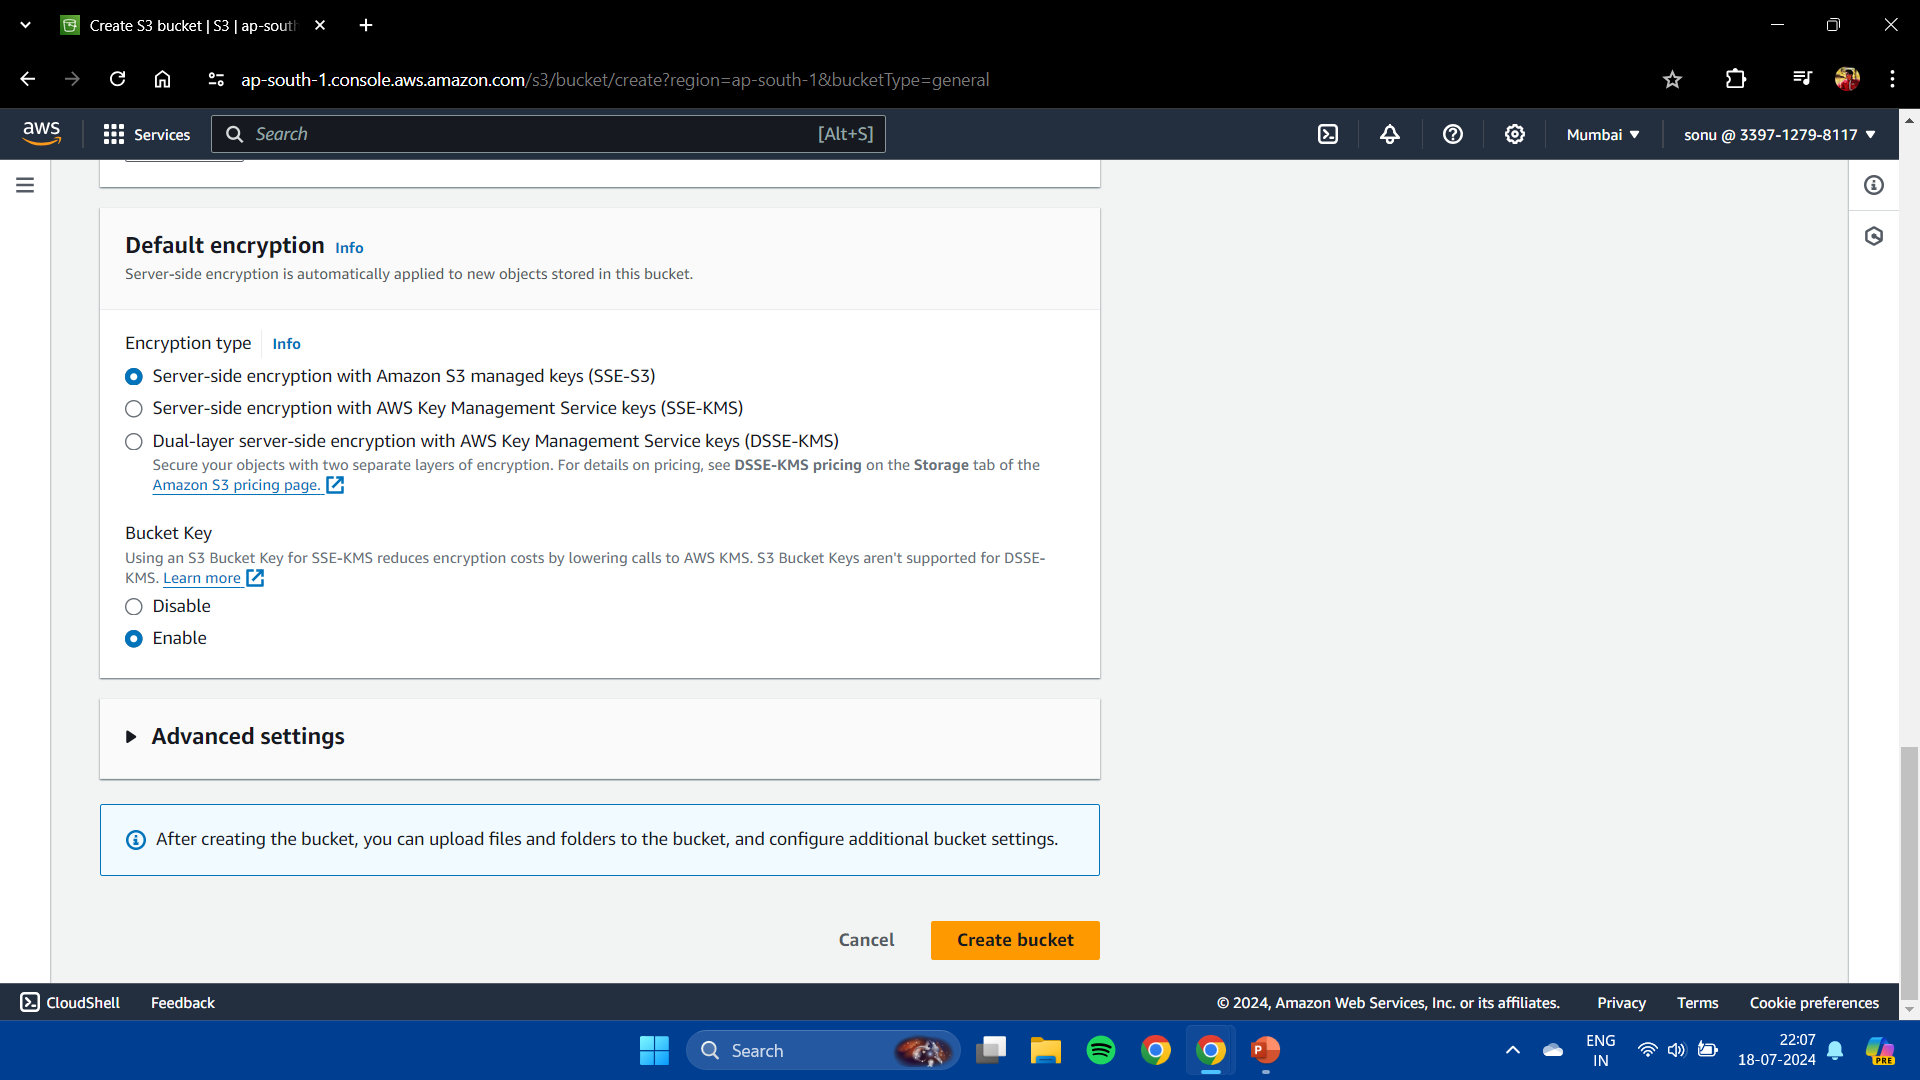 Create S3 bucket | S3 | ap-south
ap-south-1.console.aws.amazon.com/s3/bucket/create?region=ap-south-1&bucketType=general
aws
Services
Search
[Alt+S]
Mumbai
sonu @ 3397-1279-8117
Default encryption Info
Server-side encryption is automatically applied to new objects stored in this bucket.
Encryption type Info
Server-side encryption with Amazon S3 managed keys (SSE-S3)
Server-side encryption with AWS Key Management Service keys (SSE-KMS)
Dual-layer server-side encryption with AWS Key Management Service keys (DSSE-KMS)
Secure your objects with two separate layers of encryption. For details on pricing, see DSSE-KMS pricing on the Storage tab of the
Amazon S3 pricing page.
Bucket Key
Using an S3 Bucket Key for SSE-KMS reduces encryption costs by lowering calls to AWS KMS. S3 Bucket Keys aren't supported for DSSE-
KMS. Learn more
Disable
Enable
Advanced settings
After creating the bucket, you can upload files and folders to the bucket, and configure additional bucket settings.
Cancel
Create bucket
CloudShell
Feedback
© 2024, Amazon Web Services, Inc. or its affiliates.
Privacy
Terms
Cookie preferences
Search
P
ENG
IN
22:07
18-07-2024
PRE